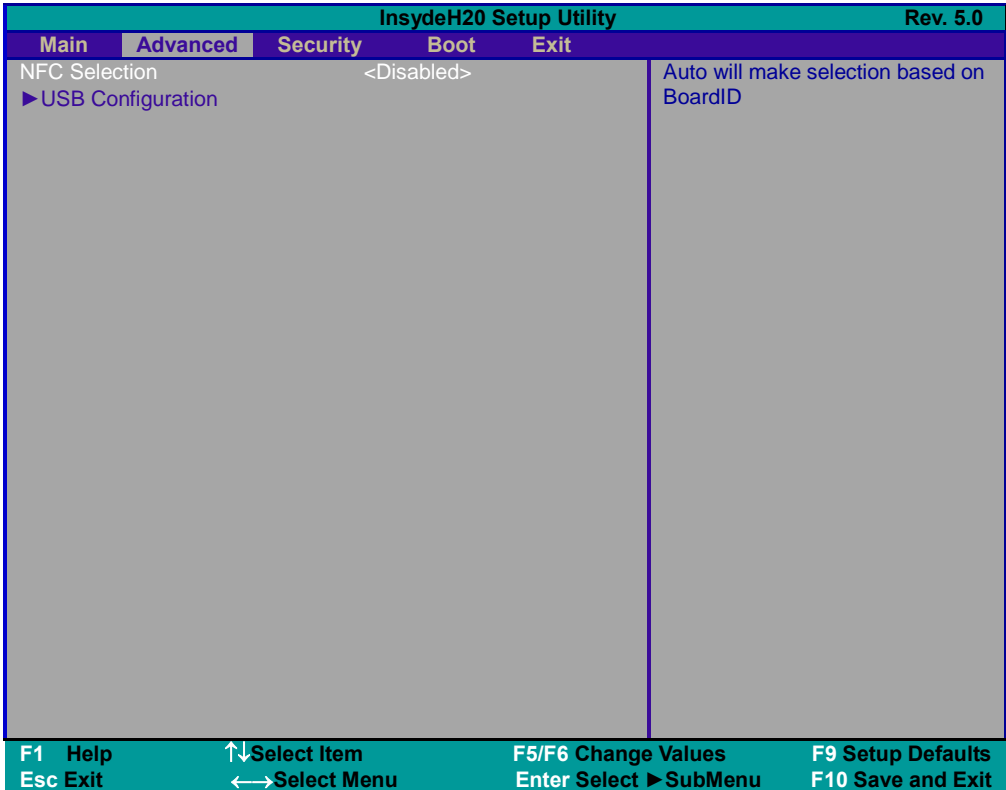 InsydeH20 Setup Utility Rev. 5.0
Main Advanced Security Boot Exit
NFC Selection <Disabled>
►USB Configuration
Auto will make selection based on
BoardID
F1 Help ↑↓Select Item F5/F6 Change Values F9 Setup Defaults
Esc Exit ←→Select Menu Enter Select ►SubMenu F10 Save and Exit